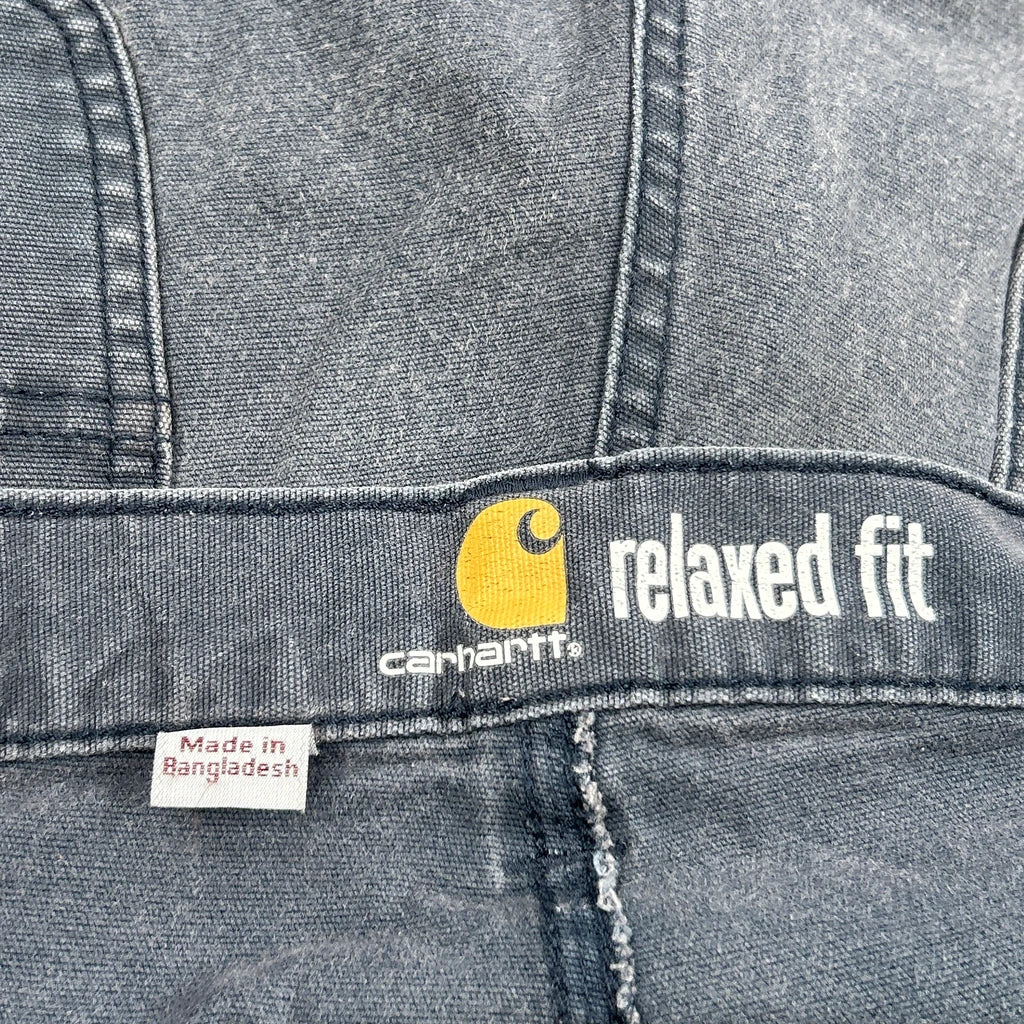 relaxed fit
carhartt®
Made in
Bangladesh